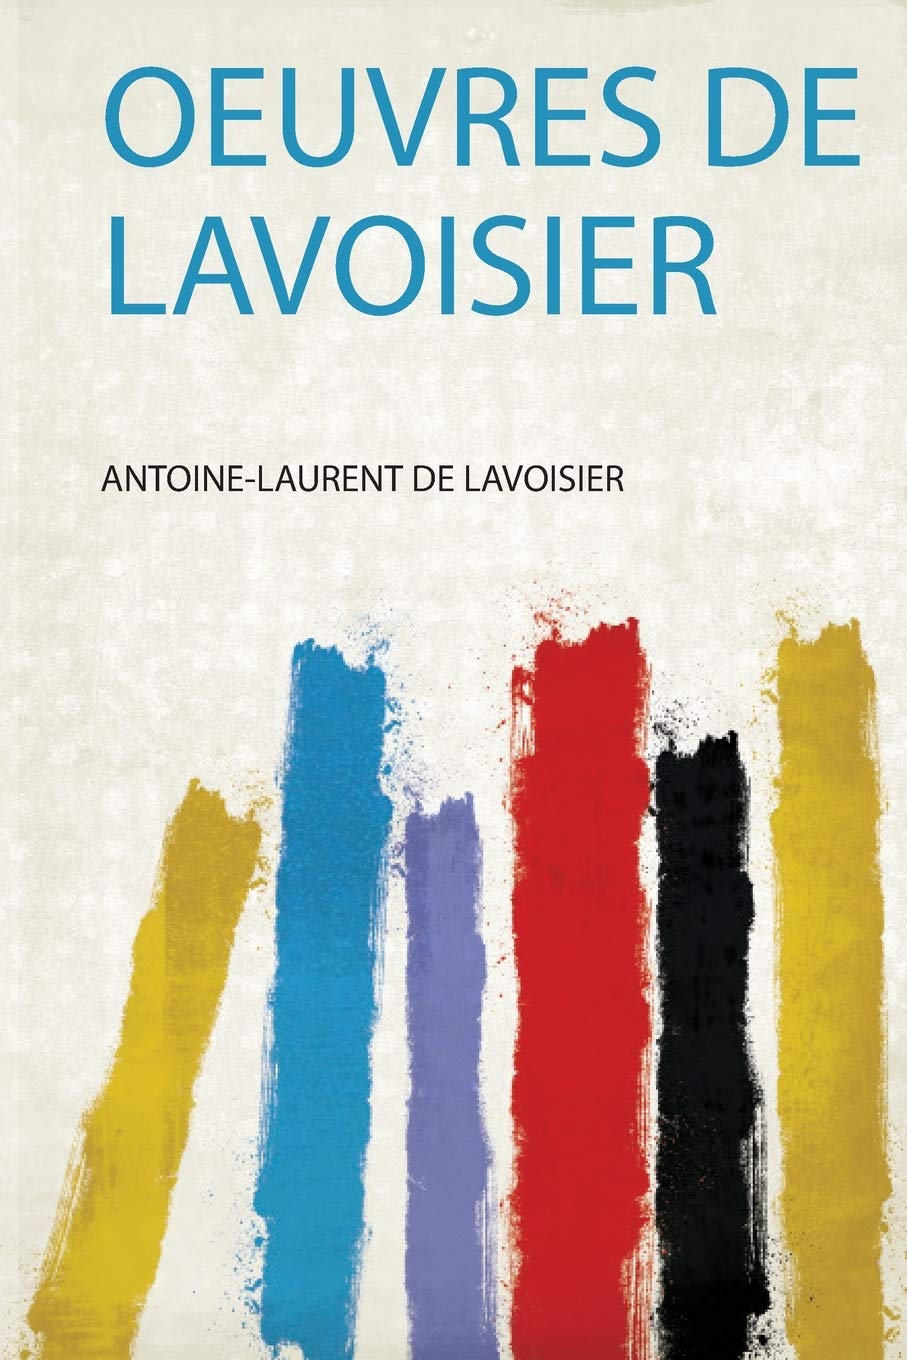 OEUVRES DE
LAVOISIER
ANTOINE-LAURENT DE LAVOISIER